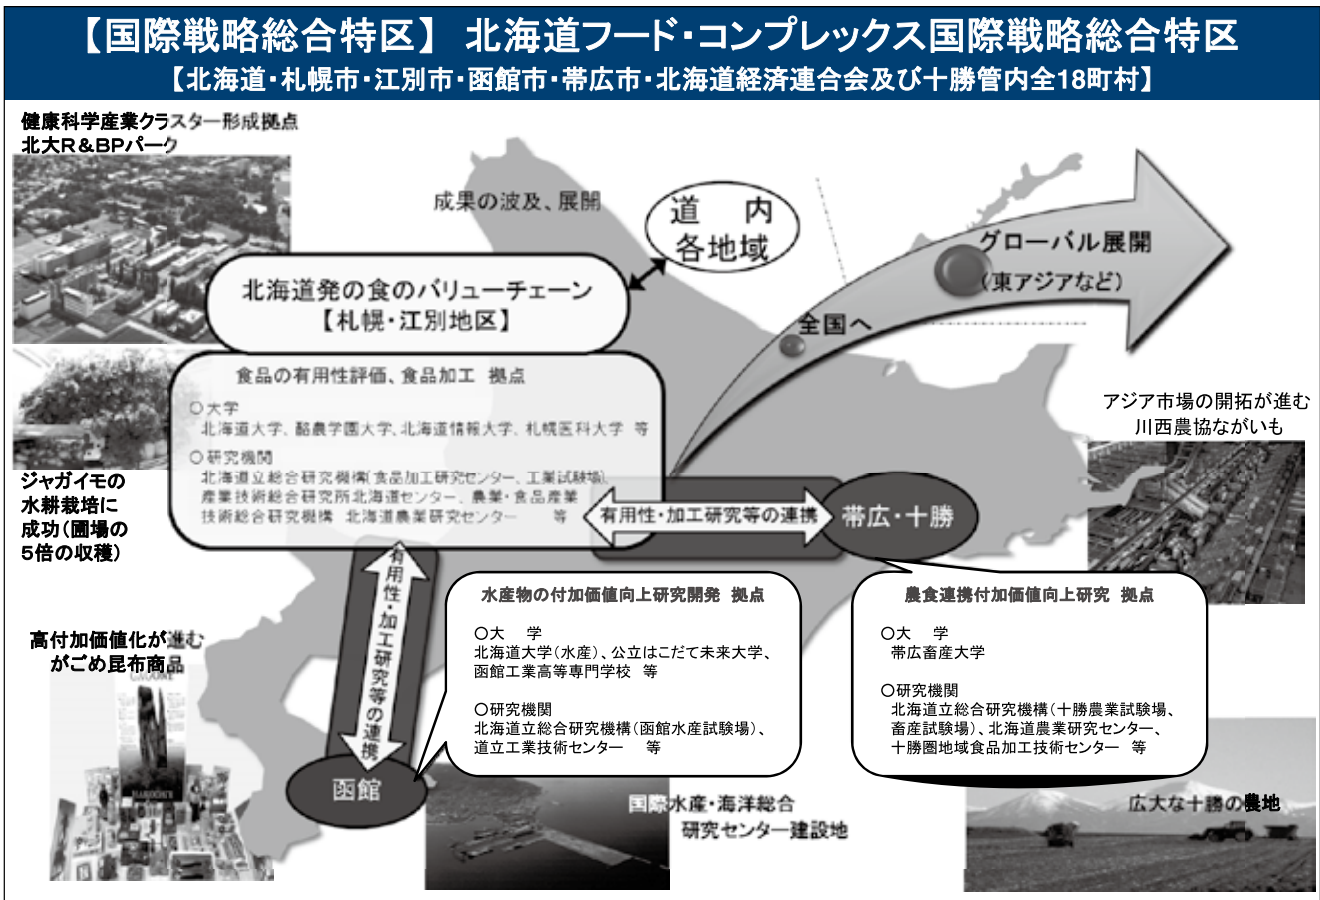 【国際戦略総合特区】 北海道フード・コンプレックス国際戦略総合特区
【北海道・札幌市・江別市・函館市・帯広市・北海道経済連合会及び十勝管内全18町村】
健康科学産業クラスター形成拠点
北大R＆BPパーク
成果の波及、展開
道 内
各地域
グローバル展開
(東アジアなど)
全国へ
北海道発の食のバリューチェーン
【札幌・江別地区】
食品の有用性評価、食品加工 拠点
○大学
北海道大学、酪農学園大学、北海道情報大学、札幌医科大学 等
○研究機関
北海道立総合研究機構(食品加工研究センター、工業試験場)、
産業技術総合研究所北海道センター、農業・食品産業
技術総合研究機構 北海道農業研究センター 等
ジャガイモの
水耕栽培に
成功(圃場の
5倍の収穫)
アジア市場の開拓が進む
川西農協ながいも
有用性・加工研究等の連携
帯広・十勝
有用性・加工研究等の連携
函館
水産物の付加価値向上研究開発 拠点
○大 学
北海道大学(水産)、公立はこだて未来大学、
函館工業高等専門学校 等
○研究機関
北海道立総合研究機構(函館水産試験場)、
道立工業技術センター 等
農食連携付加価値向上研究 拠点
○大 学
帯広畜産大学
○研究機関
北海道立総合研究機構(十勝農業試験場、
畜産試験場)、北海道農業研究センター、
十勝圏地域食品加工技術センター 等
高付加価値化が進む
がごめ昆布商品
国際水産・海洋総合
研究センター建設地
広大な十勝の農地